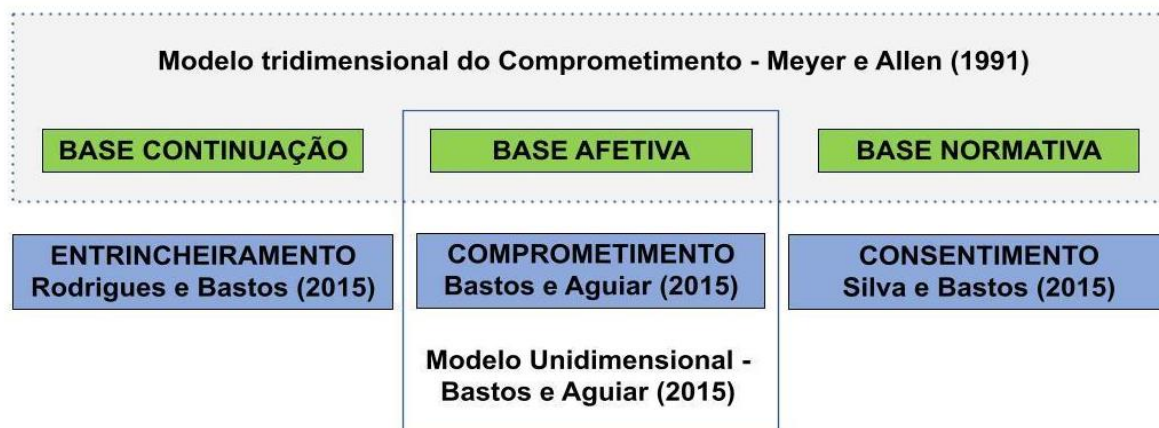 Modelo tridimensional do Comprometimento - Meyer e Allen (1991)
BASE CONTINUAÇÃO
BASE AFETIVA
BASE NORMATIVA
ENTRINCHEIRAMENTO
Rodrigues e Bastos (2015)
COMPROMETIMENTO
Bastos e Aguiar (2015)
CONSENTIMENTO
Silva e Bastos (2015)
Modelo Unidimensional -
Bastos e Aguiar (2015)